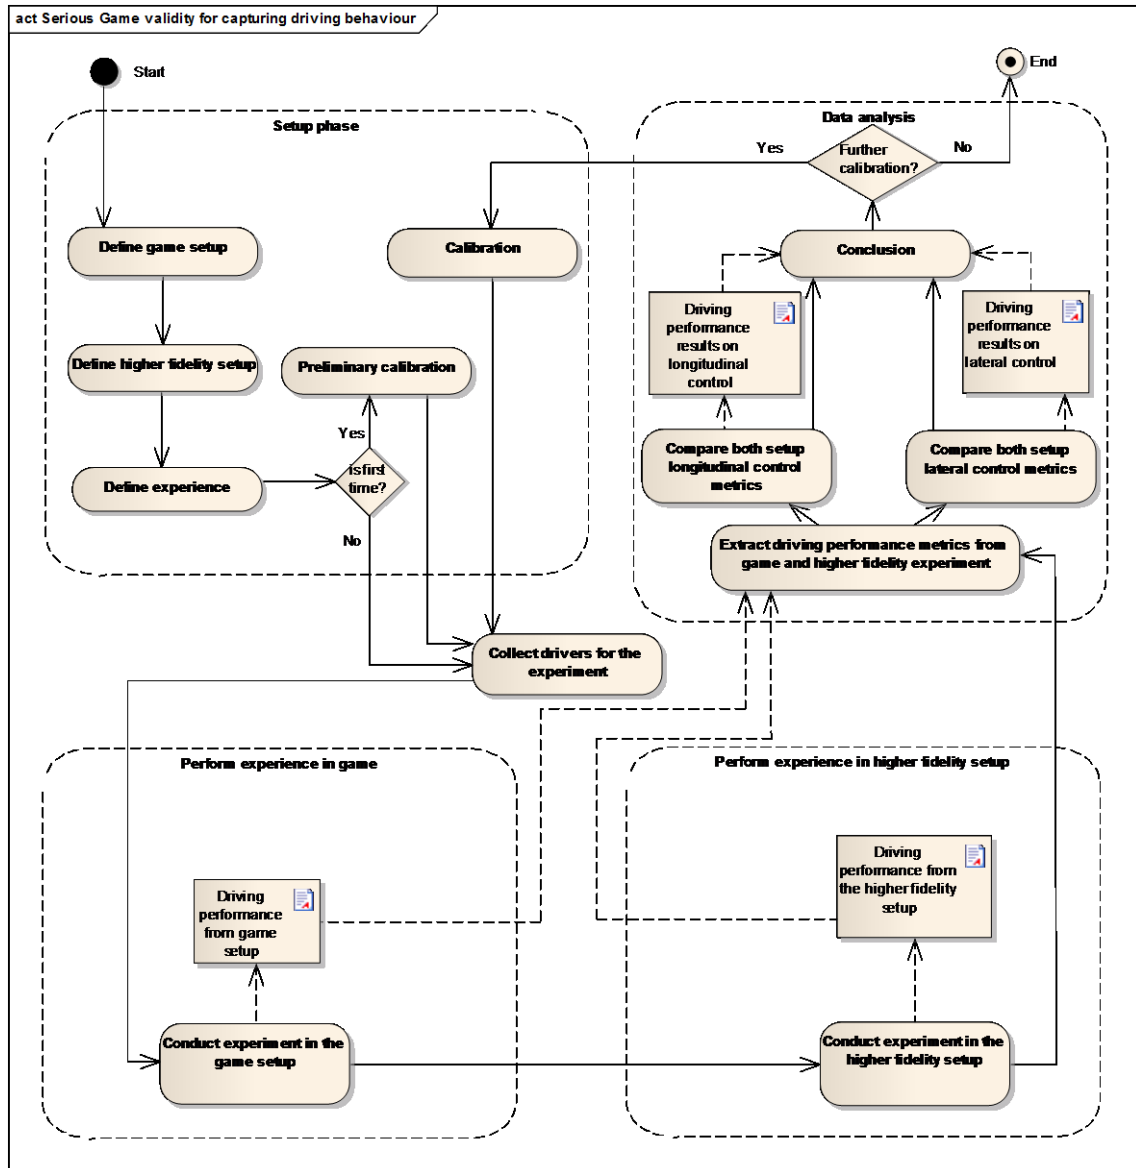 act Serious Game validity for capturing driving behaviour
Start
End
Setup phase
Data analysis
Yes
Further
calibration?
No
Define game setup
Calibration
Conclusion
Driving
performance
results on
longitudinal
control
Driving
performance
results on
lateral control
Define higher fidelity setup
Preliminary calibration
Yes
is first
time?
Define experience
No
Compare both setup
longitudinal control
metrics
Compare both setup
lateral control metrics
Extract driving performance metrics from
game and higher fidelity experiment
Collect drivers for the
experiment
Perform experience in game
Perform experience in higher fidelity setup
Driving
performance
from game
setup
Driving
performance from
the higher fidelity
setup
Conduct experiment in the
game setup
Conduct experiment in the
higher fidelity setup